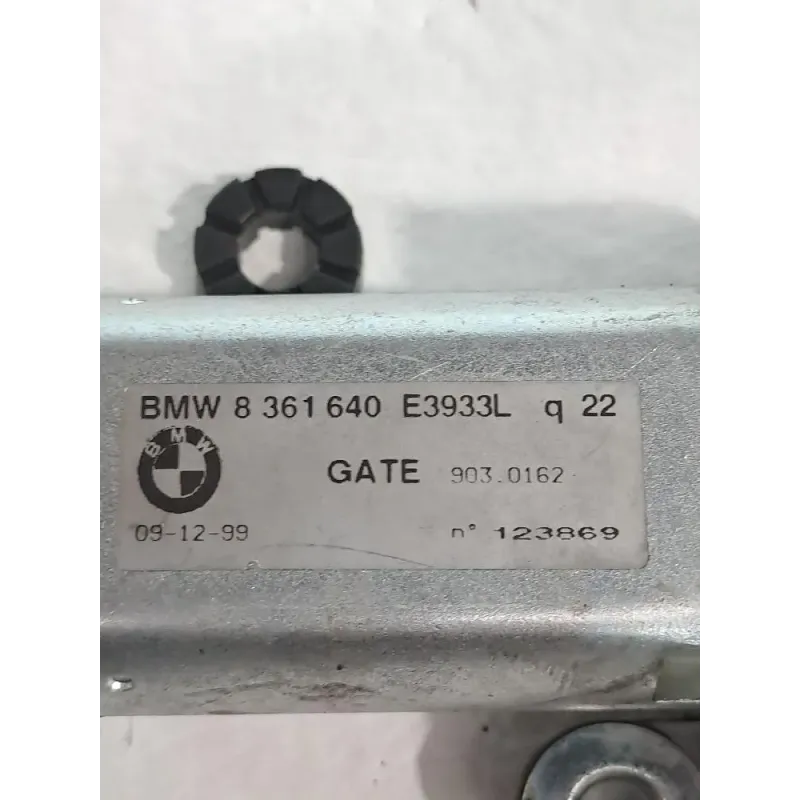 BMW 8 361 640 E3933L q 22
BMW
GATE 903.0162
09-12-99 n° 123869